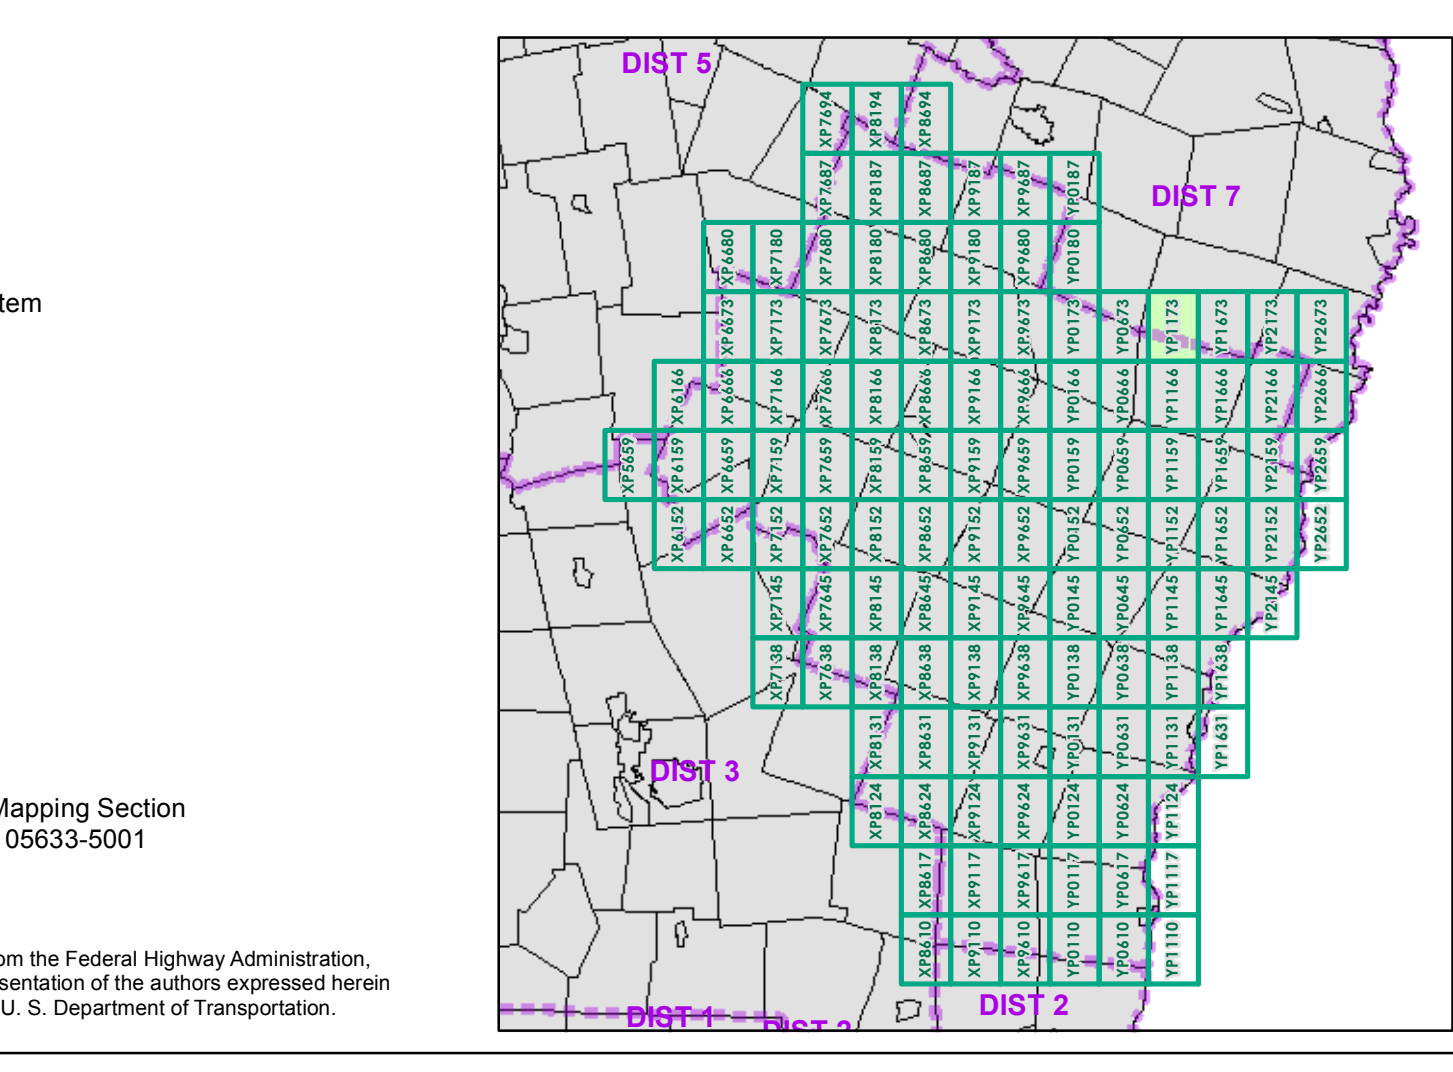 DIST 5
XP7694 XP8194 XP8694
XP7687 XP8187 XP8687 XP9187 XP9687 YP0187
DIST 7
XP6680 XP7180 XP7680 XP8180 XP8680 XP9180 XP9680 YP0180
tem
XP6673 XP7173 XP7673 XP8173 XP8673 XP9173 XP9673 YP0173 YP0673 YP1173 YP1673 YP2173 YP2673
XP6166 XP6666 XP7166 XP7666 XP8166 XP8666 XP9166 XP9666 YP0166 YP0666 YP1166 YP1666 YP2166 YP2666
XP5659 XP6159 XP6659 XP7159 XP7659 XP8159 XP8659 XP9159 XP9659 YP0159 YP0659 YP1159 YP1659 YP2159 YP2659
XP6152 XP6652 XP7152 XP7652 XP8152 XP8652 XP9152 XP9652 YP0152 YP0652 YP1152 YP1652 YP2152 YP2652
XP7145 XP7645 XP8145 XP8645 XP9145 XP9645 YP0145 YP0645 YP1145 YP1645 YP2145
XP7138 XP7638 XP8138 XP8638 XP9138 XP9638 YP0138 YP0638 YP1138 YP1638
XP8131 XP8631 XP9131 XP9631 YP0131 YP0631 YP1131 YP1631
DIST 3
Mapping Section
05633-5001
XP8124 XP8624 XP9124 XP9624 YP0124 YP0624 YP1124
XP8617 XP9117 XP9617 YP0117 YP0617 YP1117
XP8610 XP9110 XP9610 YP0110 YP0610 YP1110
om the Federal Highway Administration,
sentation of the authors expressed herein
U. S. Department of Transportation.
DIST 2
DIST 1
DIST 2